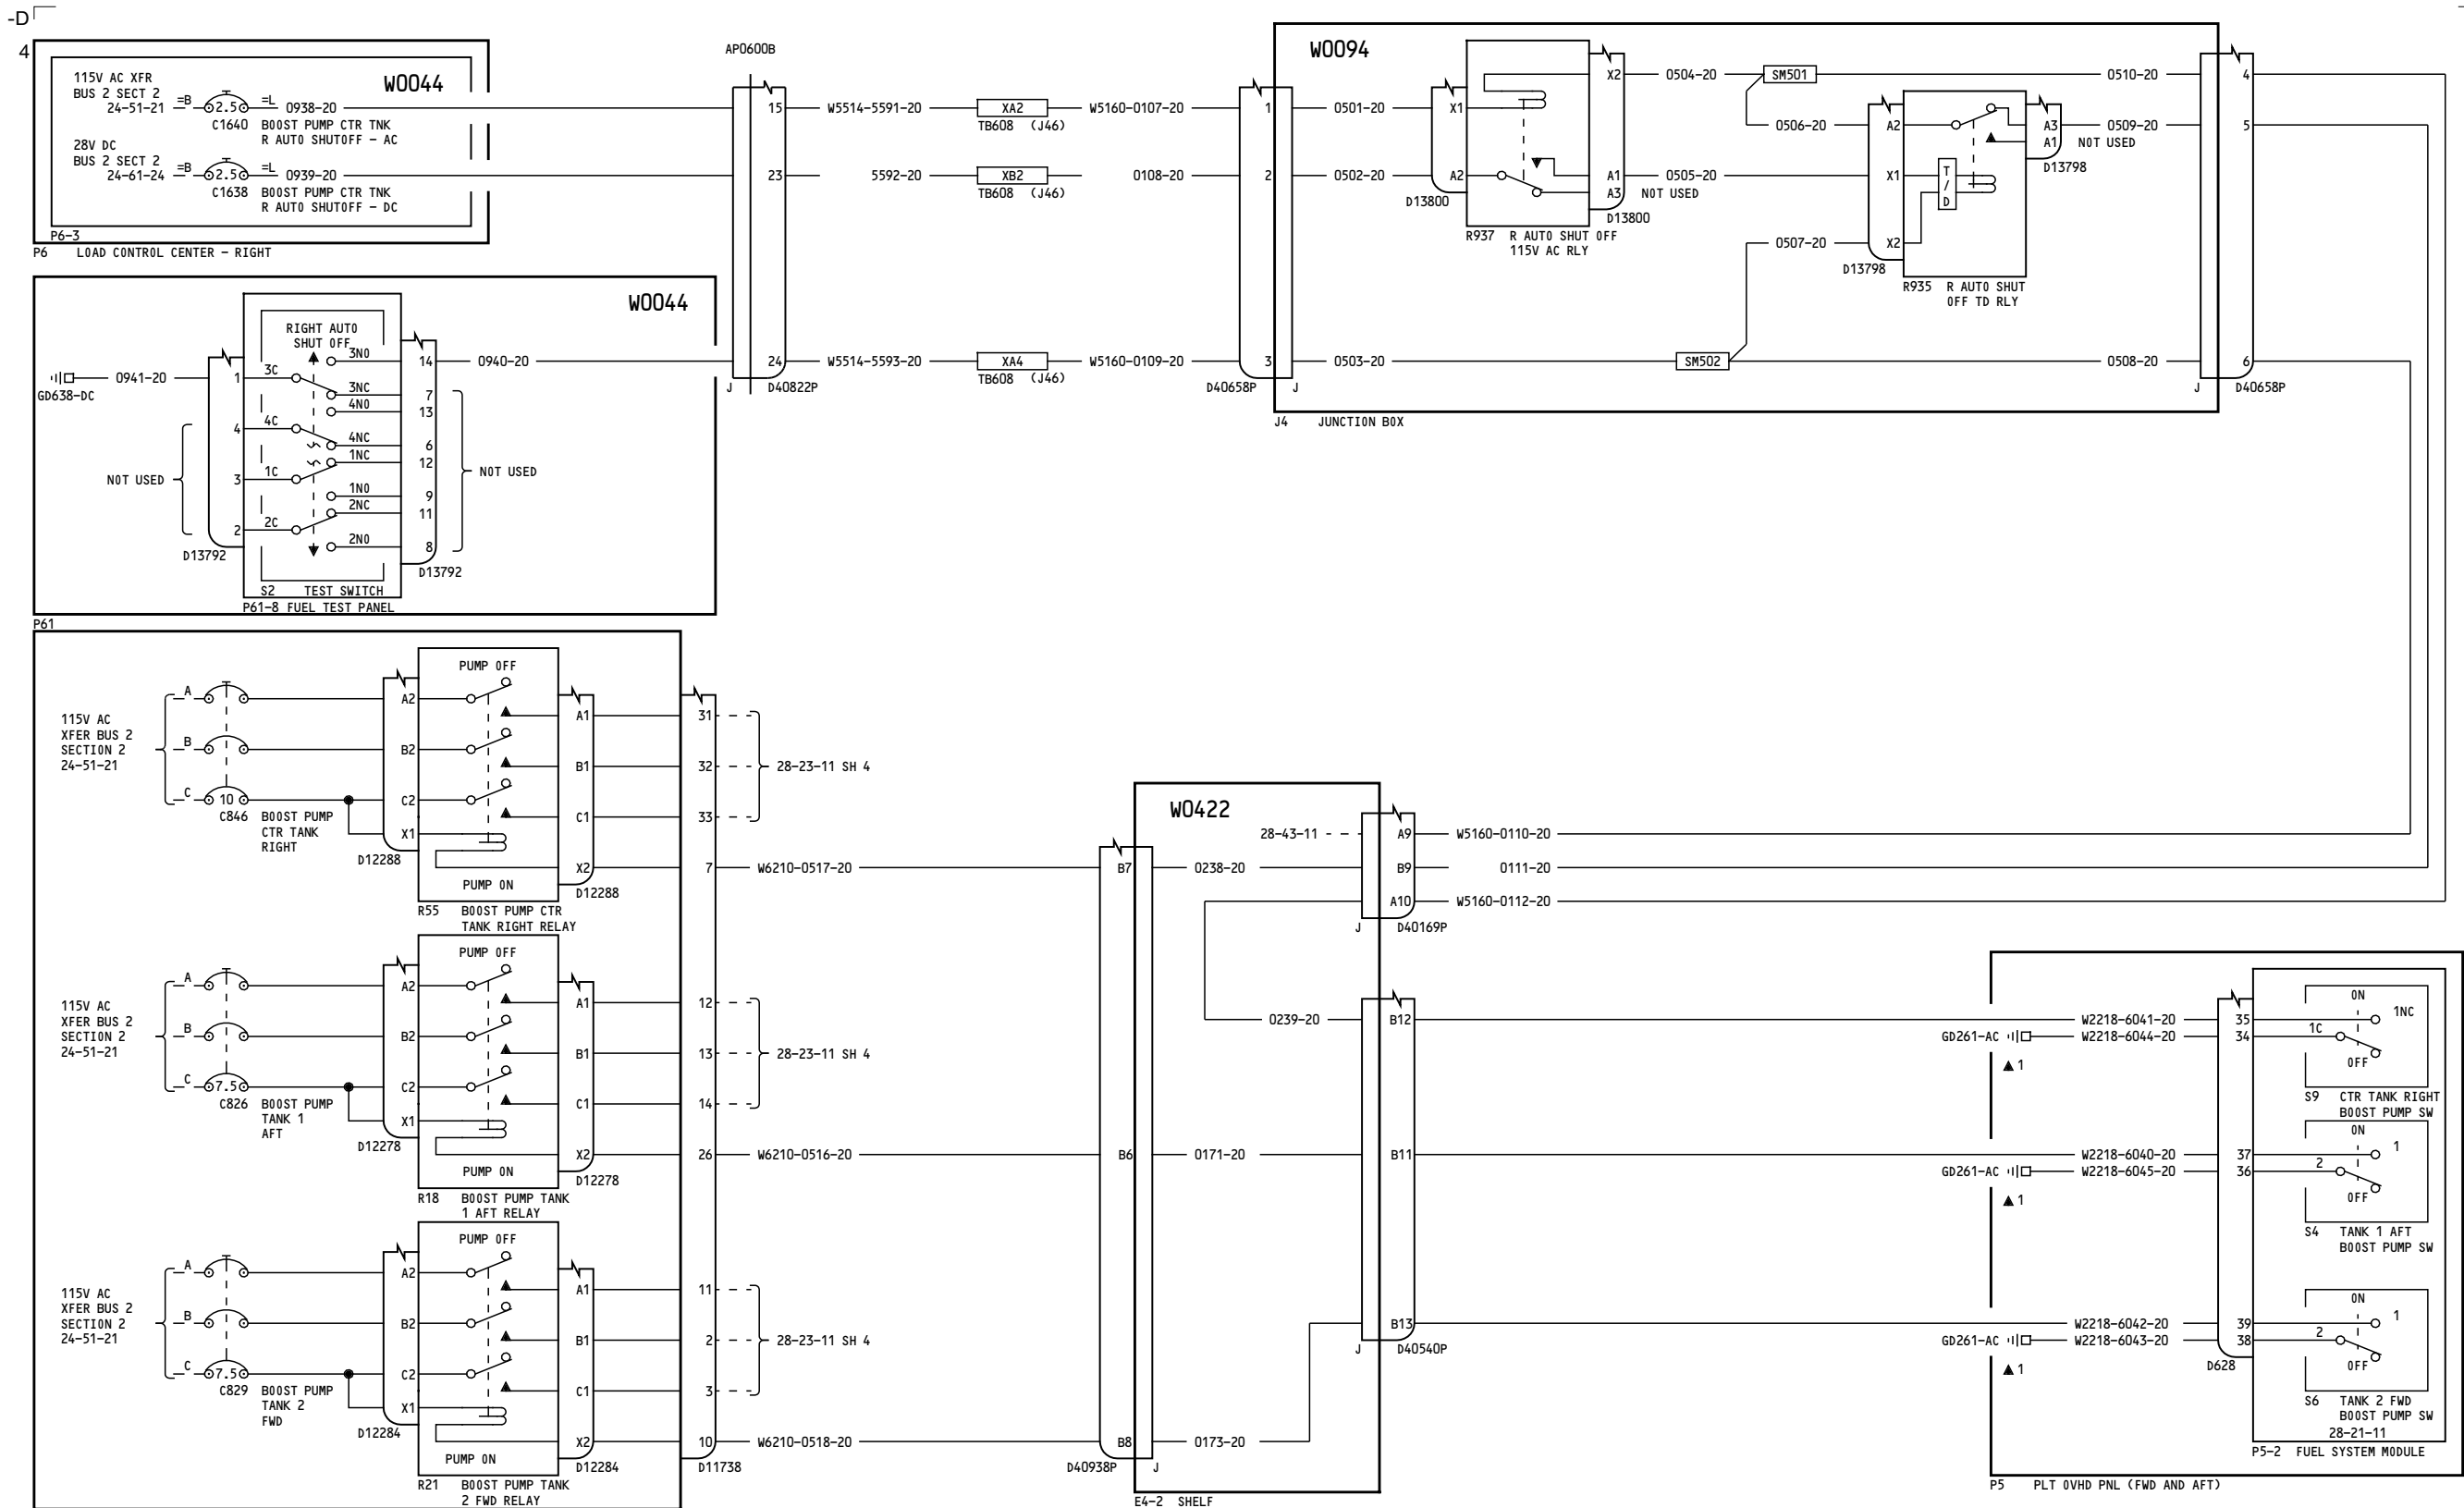 -D
4
115V AC XFR
BUS 2 SECT 2
24-51-21
=B
2.5
=L
0938-20
W0044
C1640 BOOST PUMP CTR TNK
R AUTO SHUTOFF - AC
28V DC
BUS 2 SECT 2
24-61-24
=B
2.5
=L
0939-20
C1638 BOOST PUMP CTR TNK
R AUTO SHUTOFF - DC
P6-3
P6 LOAD CONTROL CENTER - RIGHT
AP0600B
15
23
24
J
D40822P
W5514-5591-20
XA2
TB608 (J46)
W5160-0107-20
5592-20
XB2
TB608 (J46)
0108-20
W5514-5593-20
XA4
TB608 (J46)
W5160-0109-20
1
2
3
D40658P
J
W0094
0501-20
0502-20
0503-20
X1
A2
D13800
X2
A1
A3
D13800
R937 R AUTO SHUT OFF
115V AC RLY
0504-20
SM501
0510-20
0506-20
0505-20
NOT USED
0507-20
A2
X1
X2
D13798
T
/
D
A3
A1
D13798
0509-20
NOT USED
R935 R AUTO SHUT
OFF TD RLY
SM502
0508-20
4
5
6
J
D40658P
J4 JUNCTION BOX
W0044
RIGHT AUTO
SHUT OFF
GD638-DC
0941-20
1
4
3
2
NOT USED
D13792
3C
4C
1C
2C
3NO
3NC
4NO
4NC
1NC
1NO
2NC
2NO
14
7
13
6
12
9
11
8
D13792
0940-20
NOT USED
S2 TEST SWITCH
P61-8 FUEL TEST PANEL
P61
115V AC
XFER BUS 2
SECTION 2
24-51-21
A
B
C
10
C846 BOOST PUMP
CTR TANK
RIGHT
A2
B2
C2
X1
D12288
PUMP OFF
PUMP ON
A1
B1
C1
X2
D12288
R55 BOOST PUMP CTR
TANK RIGHT RELAY
31
32
33
7
28-23-11 SH 4
W6210-0517-20
115V AC
XFER BUS 2
SECTION 2
24-51-21
A
B
C
7.5
C826 BOOST PUMP
TANK 1
AFT
A2
B2
C2
X1
D12278
PUMP OFF
PUMP ON
A1
B1
C1
X2
D12278
R18 BOOST PUMP TANK
1 AFT RELAY
12
13
14
26
28-23-11 SH 4
W6210-0516-20
115V AC
XFER BUS 2
SECTION 2
24-51-21
A
B
C
7.5
C829 BOOST PUMP
TANK 2
FWD
A2
B2
C2
X1
D12284
PUMP OFF
PUMP ON
A1
B1
C1
X2
D12284
R21 BOOST PUMP TANK
2 FWD RELAY
11
2
3
10
D11738
28-23-11 SH 4
W6210-0518-20
W0422
B7
B6
B8
D40938P
J
28-43-11
0238-20
0239-20
0171-20
0173-20
A9
B9
A10
J
D40169P
W5160-0110-20
0111-20
W5160-0112-20
B12
B11
B13
J
D40540P
E4-2 SHELF
W2218-6041-20
GD261-AC
W2218-6044-20
1
W2218-6040-20
GD261-AC
W2218-6045-20
1
W2218-6042-20
GD261-AC
W2218-6043-20
1
35
34
37
36
39
38
D628
ON
1NC
1C
OFF
S9 CTR TANK RIGHT
BOOST PUMP SW
ON
1
2
OFF
S4 TANK 1 AFT
BOOST PUMP SW
ON
1
2
OFF
S6 TANK 2 FWD
BOOST PUMP SW
28-21-11
P5-2 FUEL SYSTEM MODULE
P5 PLT OVHD PNL (FWD AND AFT)